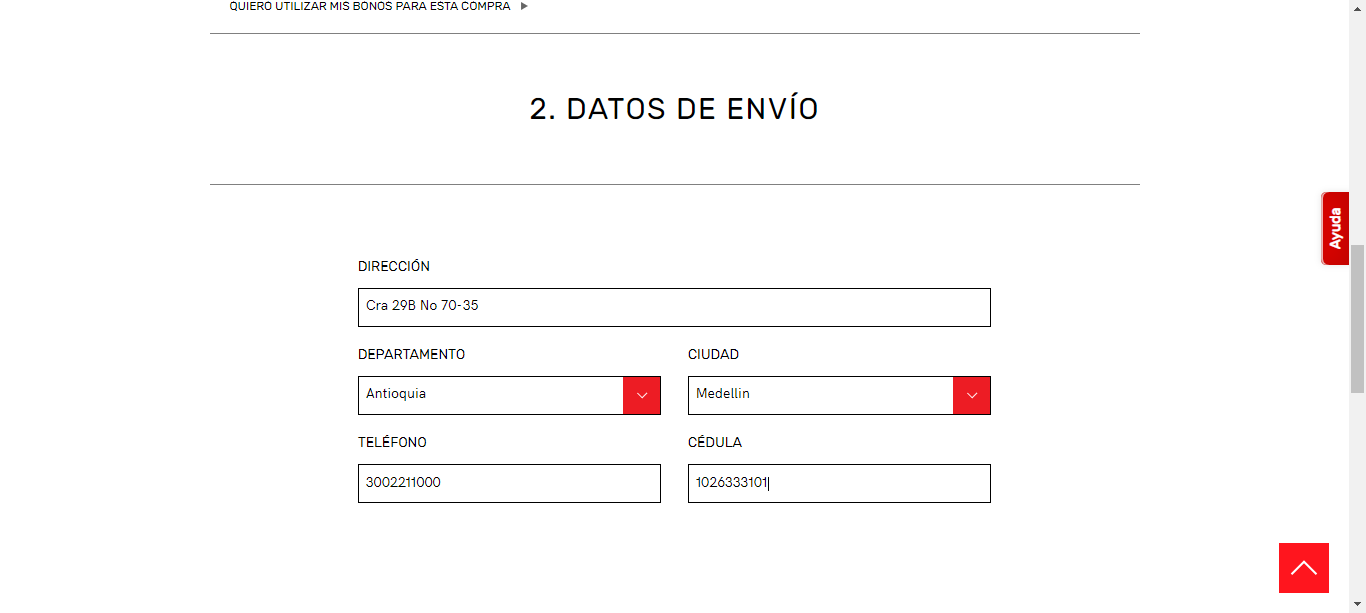 QUIERO UTILIZAR MIS BONOS PARA ESTA COMPRA
2. DATOS DE ENVÍO
Ayuda
DIRECCIÓN
Cra 29B No 70-35
DEPARTAMENTO
CIUDAD
Antioquia
Medellin
TELÉFONO
CÉDULA
3002211000
1026333101